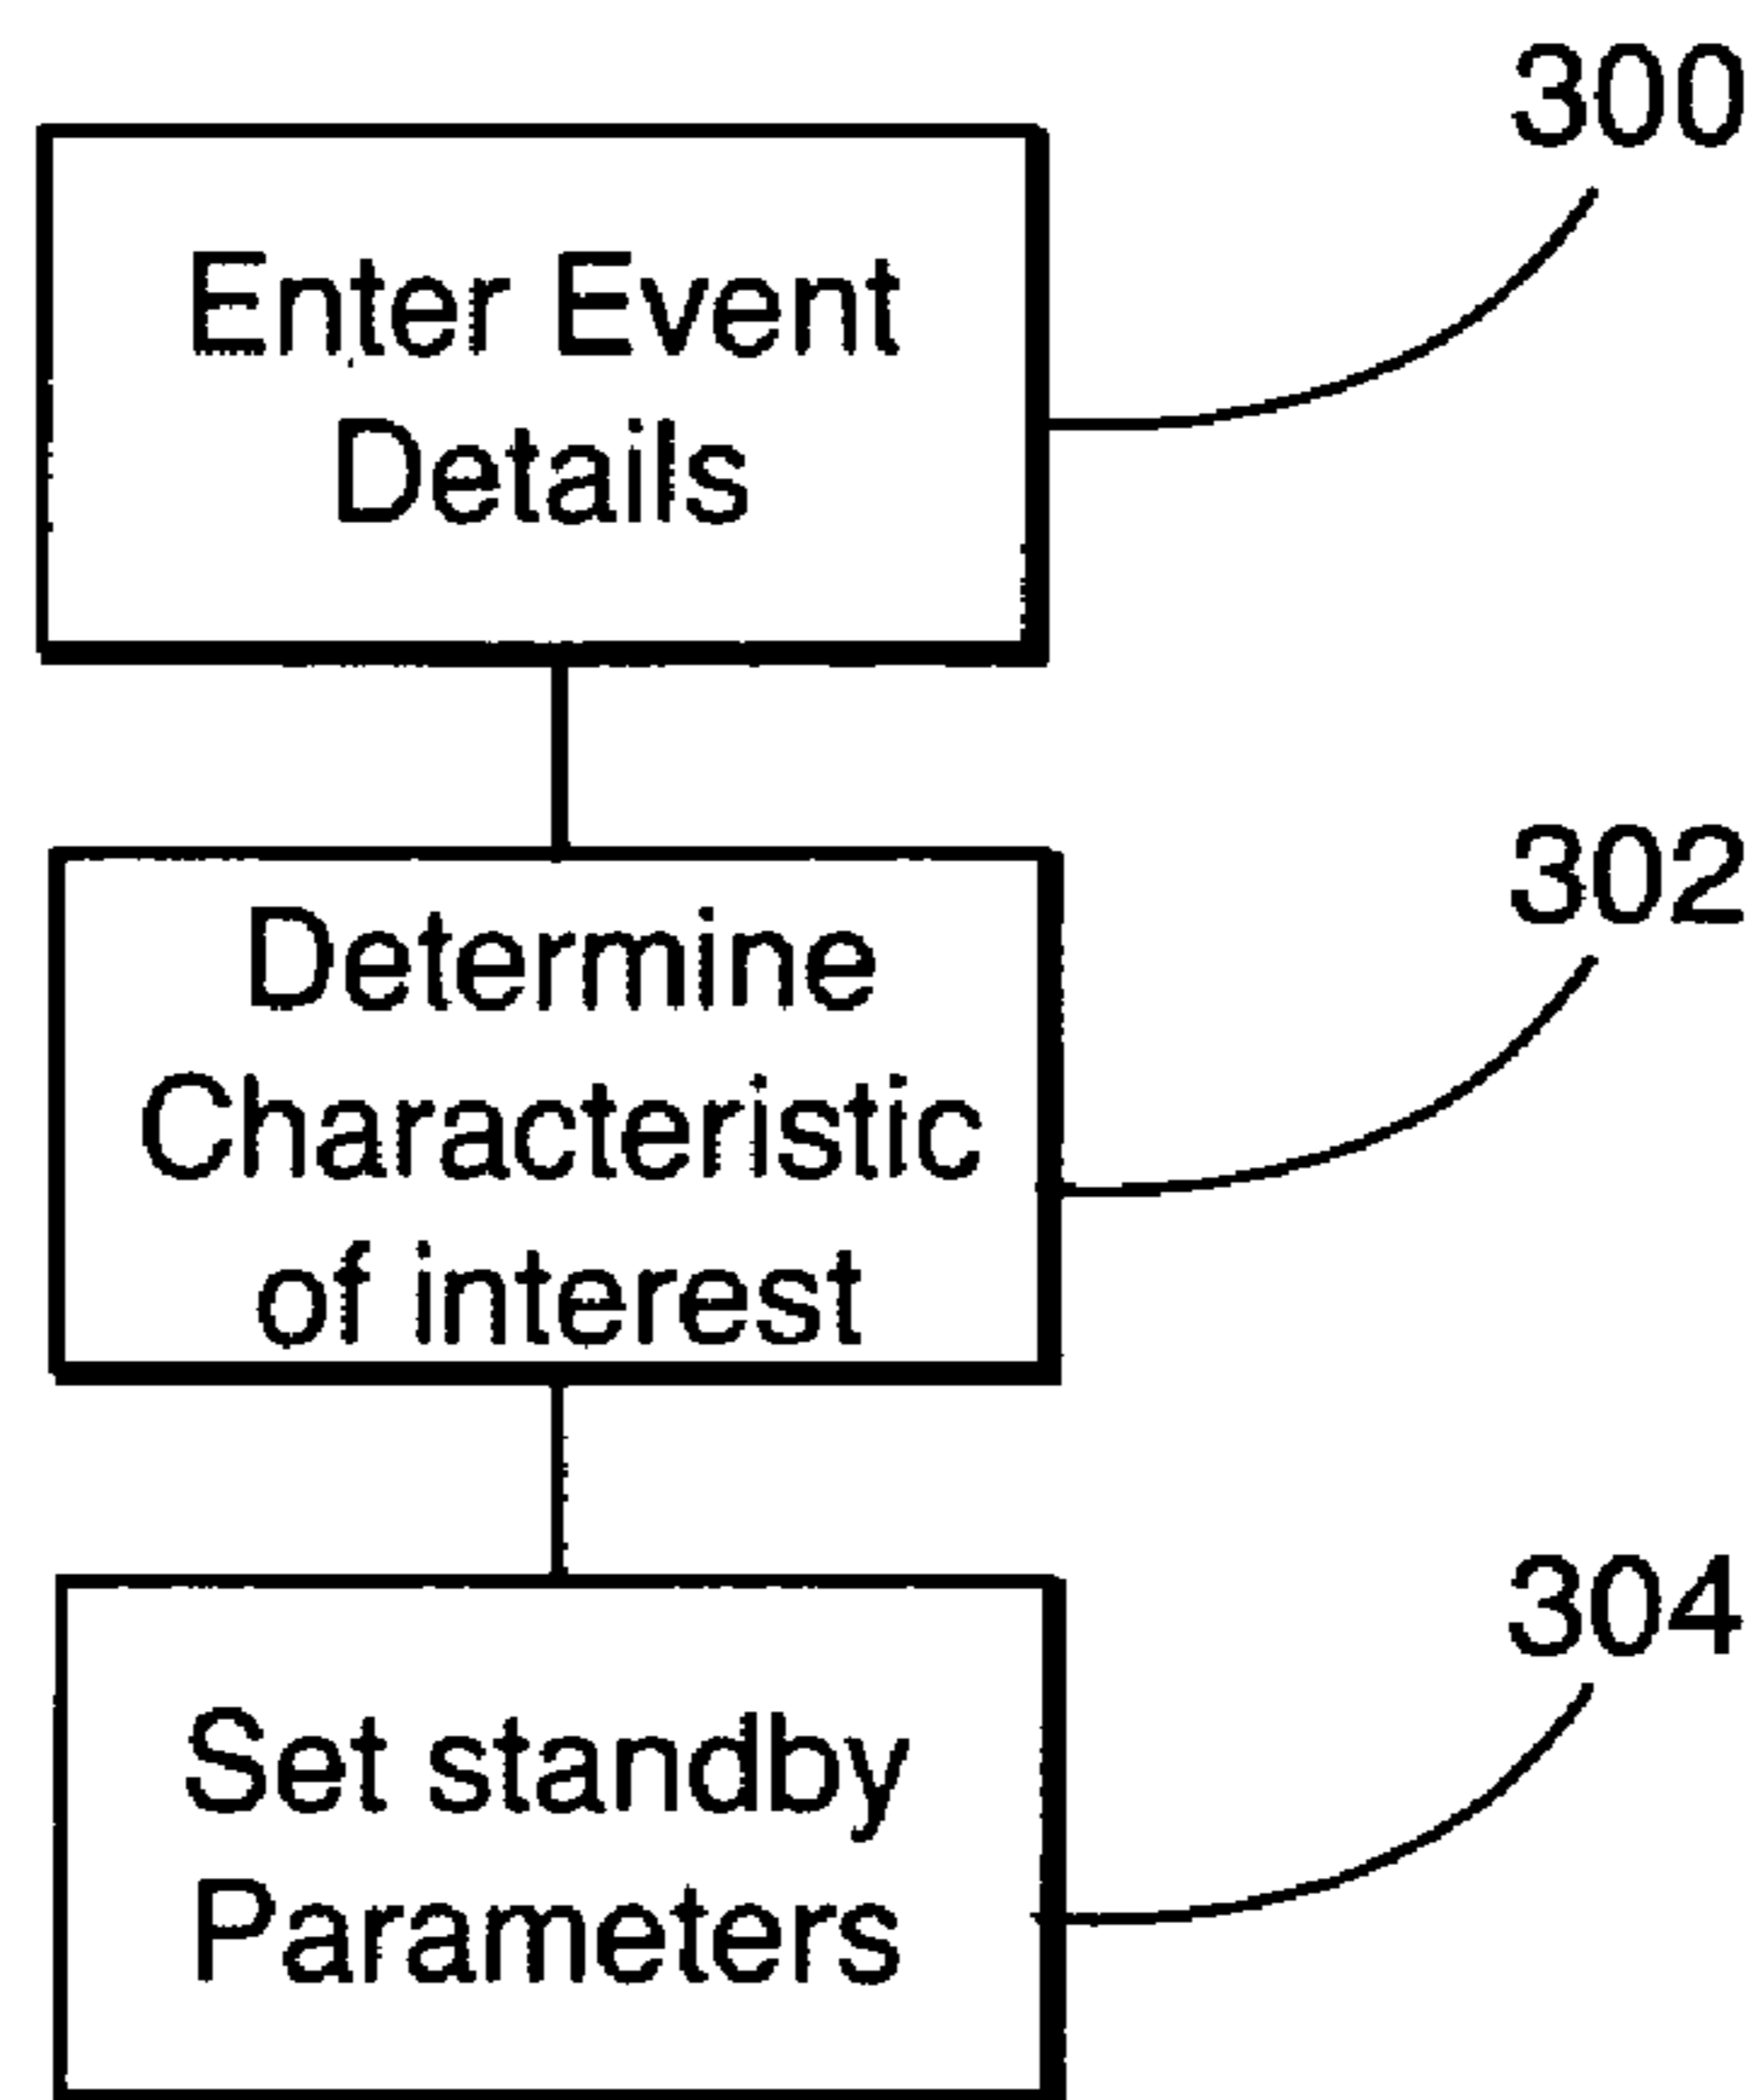 300
Enter Event
Details
302
Determine
Characteristic
of interest
304
Set standby
Parameters